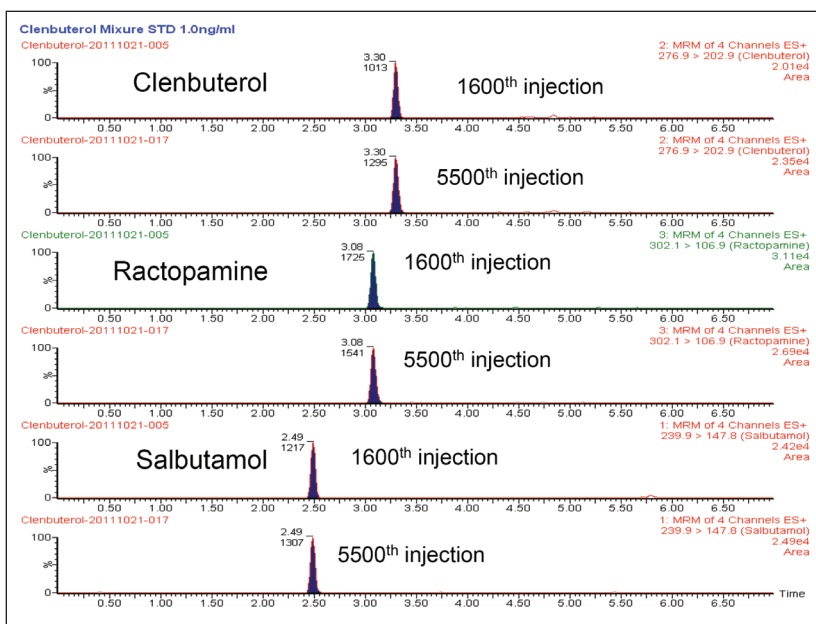 Clenbuterol Mixure STD 1.0ng/ml
Clenbuterol-20111021-005
2: MRM of 4 Channels ES+
276.9 > 202.9 (Clenbuterol)
2.01e4
Area
3.30
1013
Clenbuterol
1600th injection
100
%
0
0.50 1.00 1.50 2.00 2.50 3.00 3.50 4.00 4.50 5.00 5.50 6.00 6.50
Clenbuterol-20111021-017
2: MRM of 4 Channels ES+
276.9 > 202.9 (Clenbuterol)
2.35e4
Area
3.30
1295
5500th injection
100
%
0
0.50 1.00 1.50 2.00 2.50 3.00 3.50 4.00 4.50 5.00 5.50 6.00 6.50
Clenbuterol-20111021-005
3: MRM of 4 Channels ES+
302.1 > 106.9 (Ractopamine)
3.11e4
Area
3.08
1725
Ractopamine
1600th injection
100
%
0
0.50 1.00 1.50 2.00 2.50 3.00 3.50 4.00 4.50 5.00 5.50 6.00 6.50
Clenbuterol-20111021-017
3: MRM of 4 Channels ES+
302.1 > 106.9 (Ractopamine)
2.69e4
Area
3.08
1541
5500th injection
100
%
0
0.50 1.00 1.50 2.00 2.50 3.00 3.50 4.00 4.50 5.00 5.50 6.00 6.50
Clenbuterol-20111021-005
1: MRM of 4 Channels ES+
239.9 > 147.8 (Salbutamol)
2.42e4
Area
2.49
1217
Salbutamol
1600th injection
100
%
0
0.50 1.00 1.50 2.00 2.50 3.00 3.50 4.00 4.50 5.00 5.50 6.00 6.50
Clenbuterol-20111021-017
1: MRM of 4 Channels ES+
239.9 > 147.8 (Salbutamol)
2.49e4
Area
2.49
1307
5500th injection
100
%
0
Time
0.50 1.00 1.50 2.00 2.50 3.00 3.50 4.00 4.50 5.00 5.50 6.00 6.50